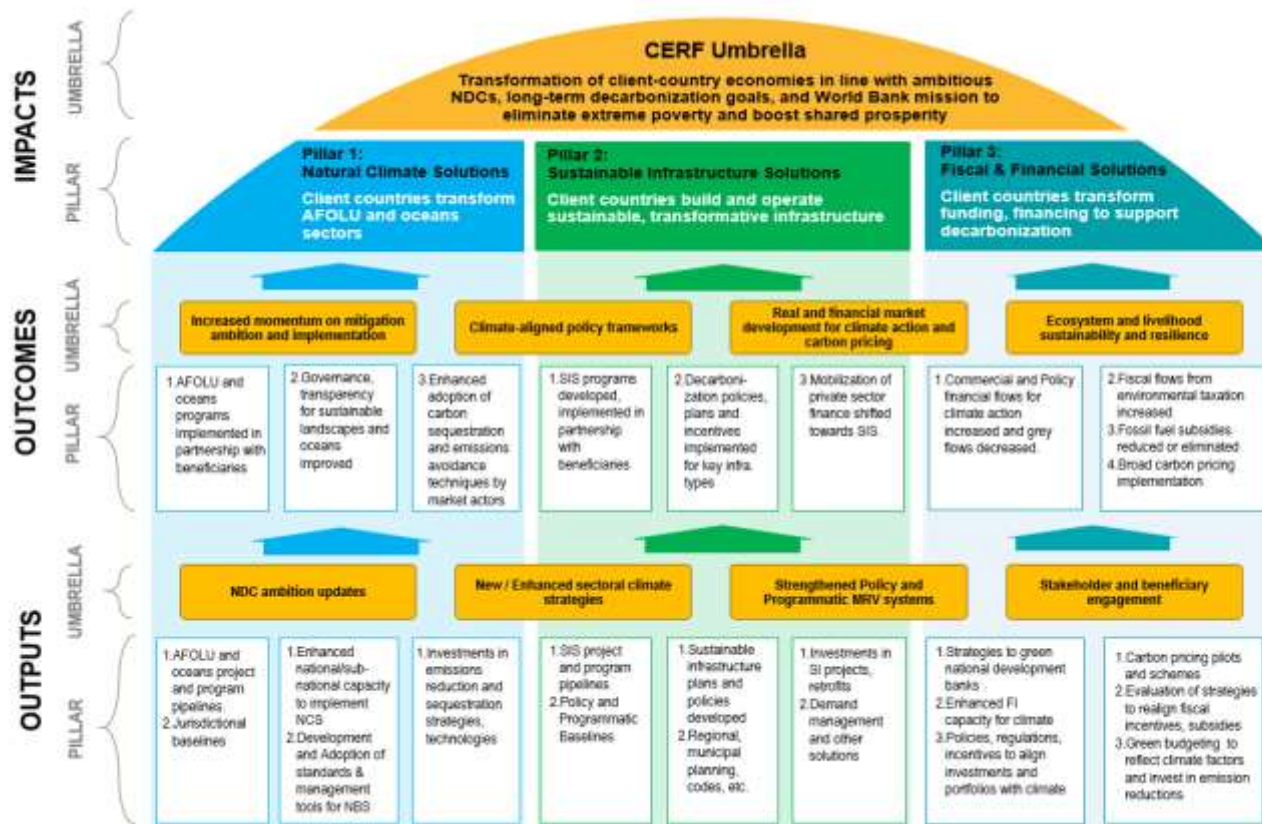 IMPACTS
UMBRELLA
CERF Umbrella
Transformation of client-country economies in line with ambitious
NDCs, long-term decarbonization goals, and World Bank mission to
eliminate extreme poverty and boost shared prosperity
PILLAR
Pillar 1:
Natural Climate Solutions
Client countries transform
AFOLU and oceans
sectors
Pillar 2:
Sustainable Infrastructure Solutions
Client countries build and operate
sustainable, transformative infrastructure
Pillar 3:
Fiscal & Financial Solutions
Client countries transform
funding, financing to support
decarbonization
OUTCOMES
UMBRELLA
Increased momentum on mitigation
ambition and implementation
Climate-aligned policy frameworks
Real and financial market
development for climate action and
carbon pricing
Ecosystem and livelihood
sustainability and resilience
PILLAR
1.AFOLU and
oceans
programs
implemented in
partnership with
beneficiaries
2.Governance,
transparency
for sustainable
landscapes and
oceans
improved
3.Enhanced
adoption of
carbon
sequestration
and emissions
avoidance
techniques by
market actors
1.SIS programs
developed,
implemented in
partnership with
beneficiaries
2.Decarboni-
zation policies,
plans and
incentives
implemented
for key infra.
types
3.Mobilization of
private sector
finance shifted
towards SIS
1.Commercial and Policy
financial flows for
climate action
increased and grey
flows decreased.
2.Fiscal flows from
environmental taxation
increased
3.Fossil fuel subsidies
reduced or eliminated
4.Broad carbon pricing
implementation
OUTPUTS
UMBRELLA
NDC ambition updates
New / Enhanced sectoral climate
strategies
Strengthened Policy and
Programmatic MRV systems
Stakeholder and beneficiary
engagement
PILLAR
1.AFOLU and
oceans project
and program
pipelines
2.Jurisdictional
baselines
1.Enhanced
national/sub-
national capacity
to implement
NCS
2.Development
and Adoption of
standards &
management
tools for NBS
1.Investments in
emissions
reduction and
sequestration
strategies,
technologies
1.SIS project and
program
pipelines
2.Policy and
Programmatic
Baselines
1.Sustainable
infrastructure
plans and
policies
developed
2.Regional,
municipal
planning,
codes, etc.
1.Investments in
SI projects,
retrofits
2.Demand
management
and other
solutions
1.Strategies to green
national development
banks
2.Enhanced FI
capacity for climate
3.Policies, regulations,
incentives to align
investments and
portfolios with climate
1.Carbon pricing pilots
and schemes
2.Evaluation of strategies
to realign fiscal
incentives, subsidies
3.Green budgeting to
reflect climate factors
and invest in emission
reductions